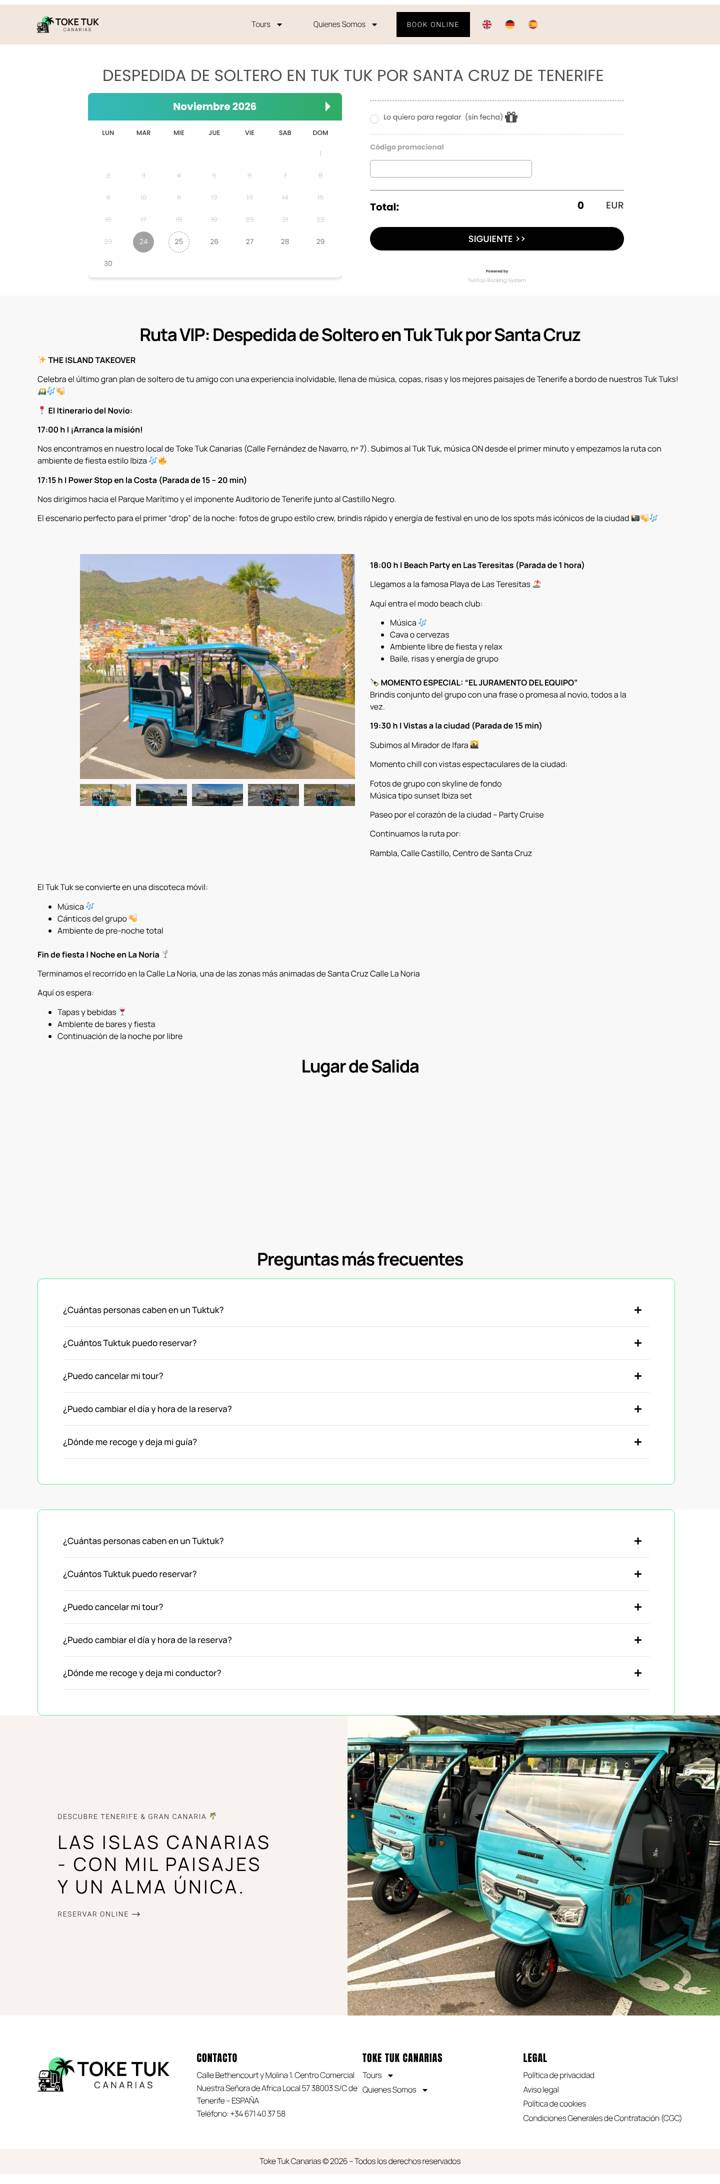 TOKE TUK
CANARIAS
Tours
Quienes Somos
BOOK ONLINE
DESPEDIDA DE SOLTERO EN TUK TUK POR SANTA CRUZ DE TENERIFE
Noviembre 2026
LUN MAR MIE JUE VIE SAB DOM
1
2 3 4 5 6 7 8
9 10 11 12 13 14 15
16 17 18 19 20 21 22
23 24 25 26 27 28 29
30
Lo quiero para regalar (sin fecha)
Código promocional
Total: 0 EUR
SIGUIENTE >>
Powered by
Ruta VIP: Despedida de Soltero en Tuk Tuk por Santa Cruz
✨ THE ISLAND TAKEOVER
Celebra el último gran plan de soltero de tu amigo con una experiencia inolvidable, llena de música, copas, risas y los mejores paisajes de Tenerife a bordo de nuestros Tuk Tuks!
🛺🎶🍻
📍 El Itinerario del Novio:
17:00 h | ¡Arranca la misión!
Nos encontramos en nuestro local de Toke Tuk Canarias (Calle Fernández de Navarro, nº 7). Subimos al Tuk Tuk, música ON desde el primer minuto y empezamos la ruta con
ambiente de fiesta estilo Ibiza 🎶🔥
17:15 h | Power Stop en la Costa (Parada de 15 – 20 min)
Nos dirigimos hacia el Parque Marítimo y el imponente Auditorio de Tenerife junto al Castillo Negro.
El escenario perfecto para el primer “drop” de la noche: fotos de grupo estilo crew, brindis rápido y energía de festival en uno de los spots más icónicos de la ciudad 📸🍻🎶
18:00 h | Beach Party en Las Teresitas (Parada de 1 hora)
Llegamos a la famosa Playa de Las Teresitas 🏖️
Aquí entra el modo beach club:
• Música 🎶
• Cava o cervezas
• Ambiente libre de fiesta y relax
• Baile, risas y energía de grupo
🍾 MOMENTO ESPECIAL: “EL JURAMENTO DEL EQUIPO”
Brindis conjunto del grupo con una frase o promesa al novio, todos a la
vez.
19:30 h | Vistas a la ciudad (Parada de 15 min)
Subimos al Mirador de Ifara 🌇
Momento chill con vistas espectaculares de la ciudad:
Fotos de grupo con skyline de fondo
Música tipo sunset Ibiza set
Paseo por el corazón de la ciudad – Party Cruise
Continuamos la ruta por:
Rambla, Calle Castillo, Centro de Santa Cruz
El Tuk Tuk se convierte en una discoteca móvil:
• Música 🎶
• Cánticos del grupo 🍻
• Ambiente de pre-noche total
Fin de fiesta | Noche en La Noria 🍸
Terminamos el recorrido en la Calle La Noria, una de las zonas más animadas de Santa Cruz Calle La Noria
Aquí os espera:
• Tapas y bebidas 🍷
• Ambiente de bares y fiesta
• Continuación de la noche por libre
Lugar de Salida
Preguntas más frecuentes
¿Cuántas personas caben en un Tuktuk?
¿Cuántos Tuktuk puedo reservar?
¿Puedo cancelar mi tour?
¿Puedo cambiar el día y hora de la reserva?
¿Dónde me recoge y deja mi guía?
¿Cuántas personas caben en un Tuktuk?
¿Cuántos Tuktuk puedo reservar?
¿Puedo cancelar mi tour?
¿Puedo cambiar el día y hora de la reserva?
¿Dónde me recoge y deja mi conductor?
DESCUBRE TENERIFE & GRAN CANARIA 🌴
LAS ISLAS CANARIAS
- CON MIL PAISAJES
Y UN ALMA ÚNICA.
RESERVAR ONLINE →
TOKE TUK
CANARIAS
CONTACTO
Calle Bethencourt y Molina 1. Centro Comercial
Nuestra Señora de Africa Local 57 38003 S/C de
Tenerife – ESPAÑA
Teléfono: +34 671 40 37 58
TOKE TUK CANARIAS
Tours
Quienes Somos
LEGAL
Política de privacidad
Aviso legal
Política de cookies
Condiciones Generales de Contratación (CGC)
Toke Tuk Canarias © 2026 – Todos los derechos reservados